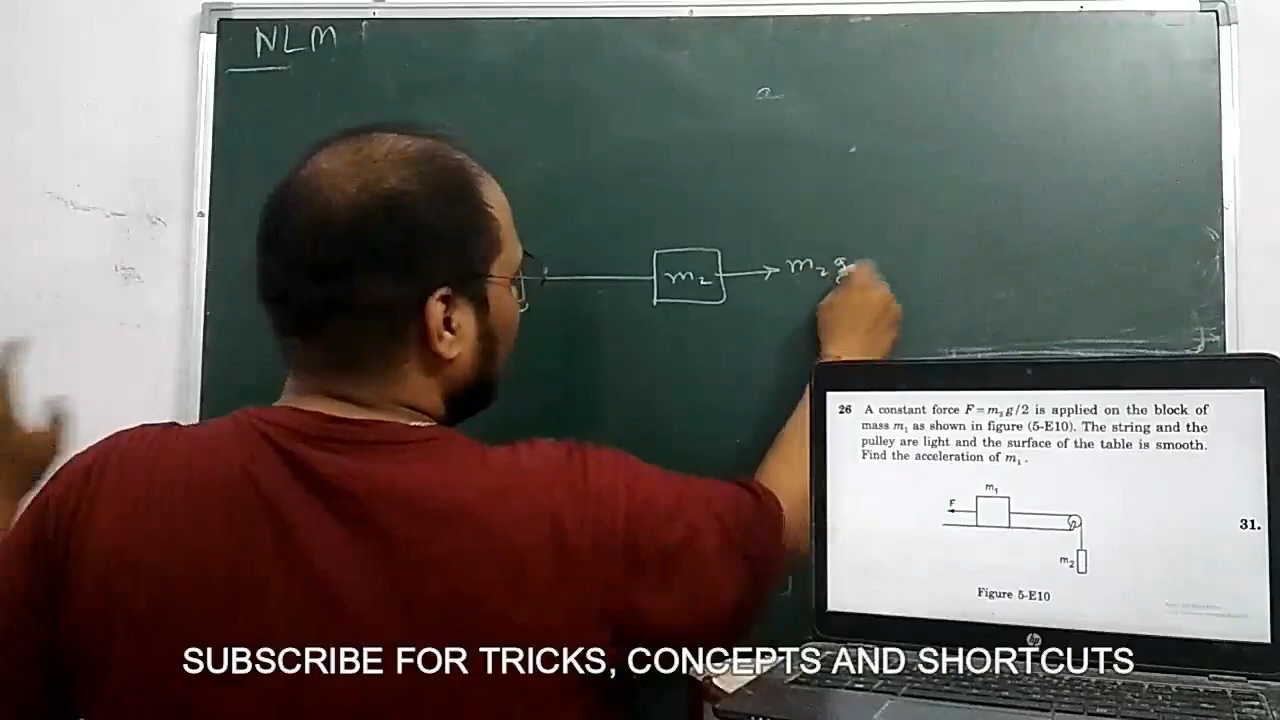 NLM
a
m₂
m₂g
26 A constant force F = m₂g/2 is applied on the block of
mass m₁ as shown in figure (5-E10). The string and the
pulley are light and the surface of the table is smooth.
Find the acceleration of m₁.
m₁
F
31.
m₂
Figure 5-E10
hp
SUBSCRIBE FOR TRICKS, CONCEPTS AND SHORTCUTS